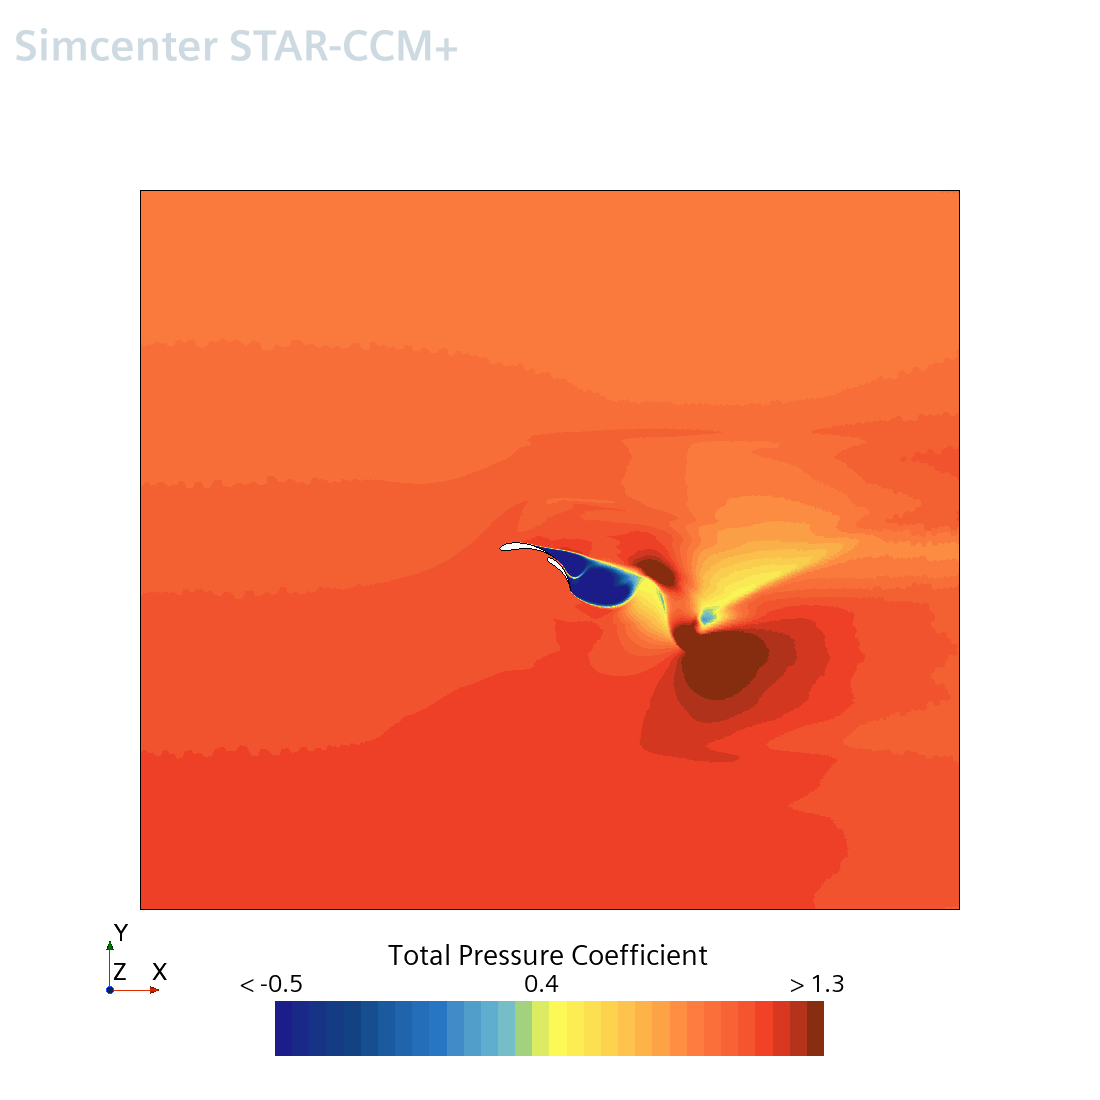 Simcenter STAR-CCM+
Y
Z X
Total Pressure Coefficient
< -0.5 0.4 > 1.3